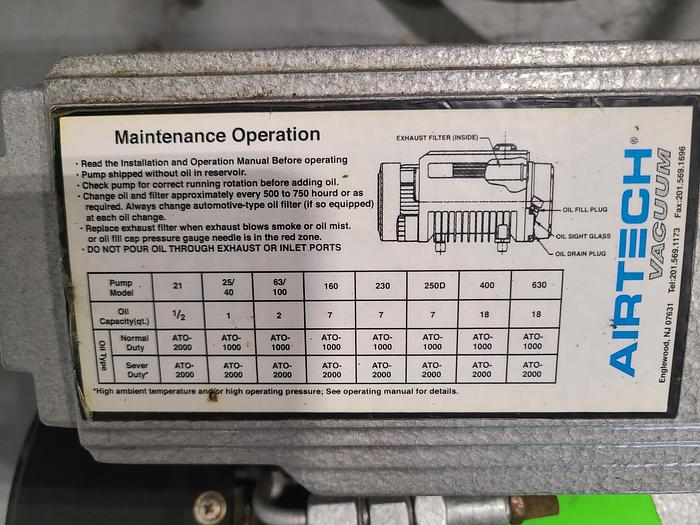 Maintenance Operation
· Read the Installation and Operation Manual Before operating
· Pump shipped without oil in reservoir.
· Check pump for correct running rotation before adding oil.
· Change oil and filter approximately every 500 to 750 hourd or as
required. Always change automotive-type oil filter (if so equipped)
at each oil change.
· Replace exhaust filter when exhaust blows smoke or oil mist.
or oil fill cap pressure gauge needle is in the red zone.
· DO NOT POUR OIL THROUGH EXHAUST OR INLET PORTS
EXHAUST FILTER (INSIDE)
OIL FILL PLUG
OIL SIGHT GLASS
OIL DRAIN PLUG
Pump Model 21 25/40 63/100 160 230 250D 400 630
Oil Capacity(qt.) 1/2 1 2 7 7 7 18 18
Oil Type
Normal Duty ATO-2000 ATO-1000 ATO-1000 ATO-1000 ATO-1000 ATO-1000 ATO-1000 ATO-1000
Sever Duty* ATO-2000 ATO-2000 ATO-2000 ATO-2000 ATO-2000 ATO-2000 ATO-2000 ATO-2000
*High ambient temperature and/or high operating pressure; See operating manual for details.
AIRTECH®
VACUUM
Englewood, NJ 07631 Tel:201.569.1173 Fax:201.569.1696